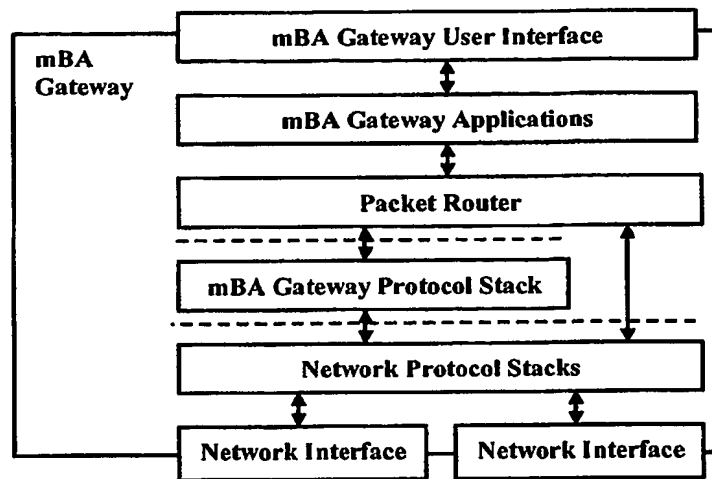 mBA Gateway User Interface
mBA
Gateway
mBA Gateway Applications
Packet Router
mBA Gateway Protocol Stack
Network Protocol Stacks
Network Interface
Network Interface